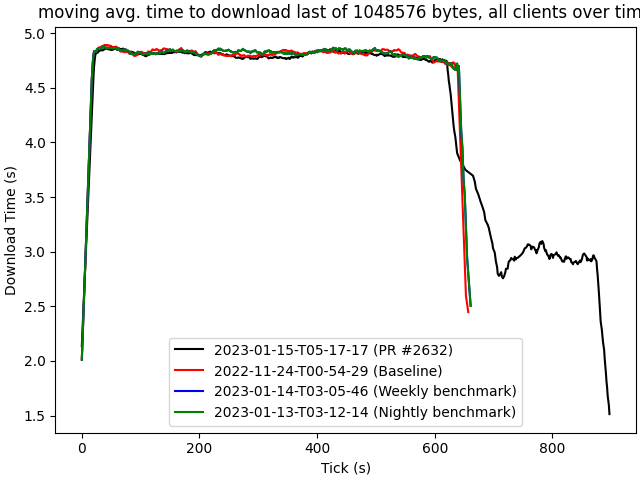 moving avg. time to download last of 1048576 bytes, all clients over tim
5.0
4.5
4.0
3.5
3.0
2.5
2.0
1.5
Download Time (s)
2023-01-15-T05-17-17 (PR #2632)
2022-11-24-T00-54-29 (Baseline)
2023-01-14-T03-05-46 (Weekly benchmark)
2023-01-13-T03-12-14 (Nightly benchmark)
0 200 400 600 800
Tick (s)